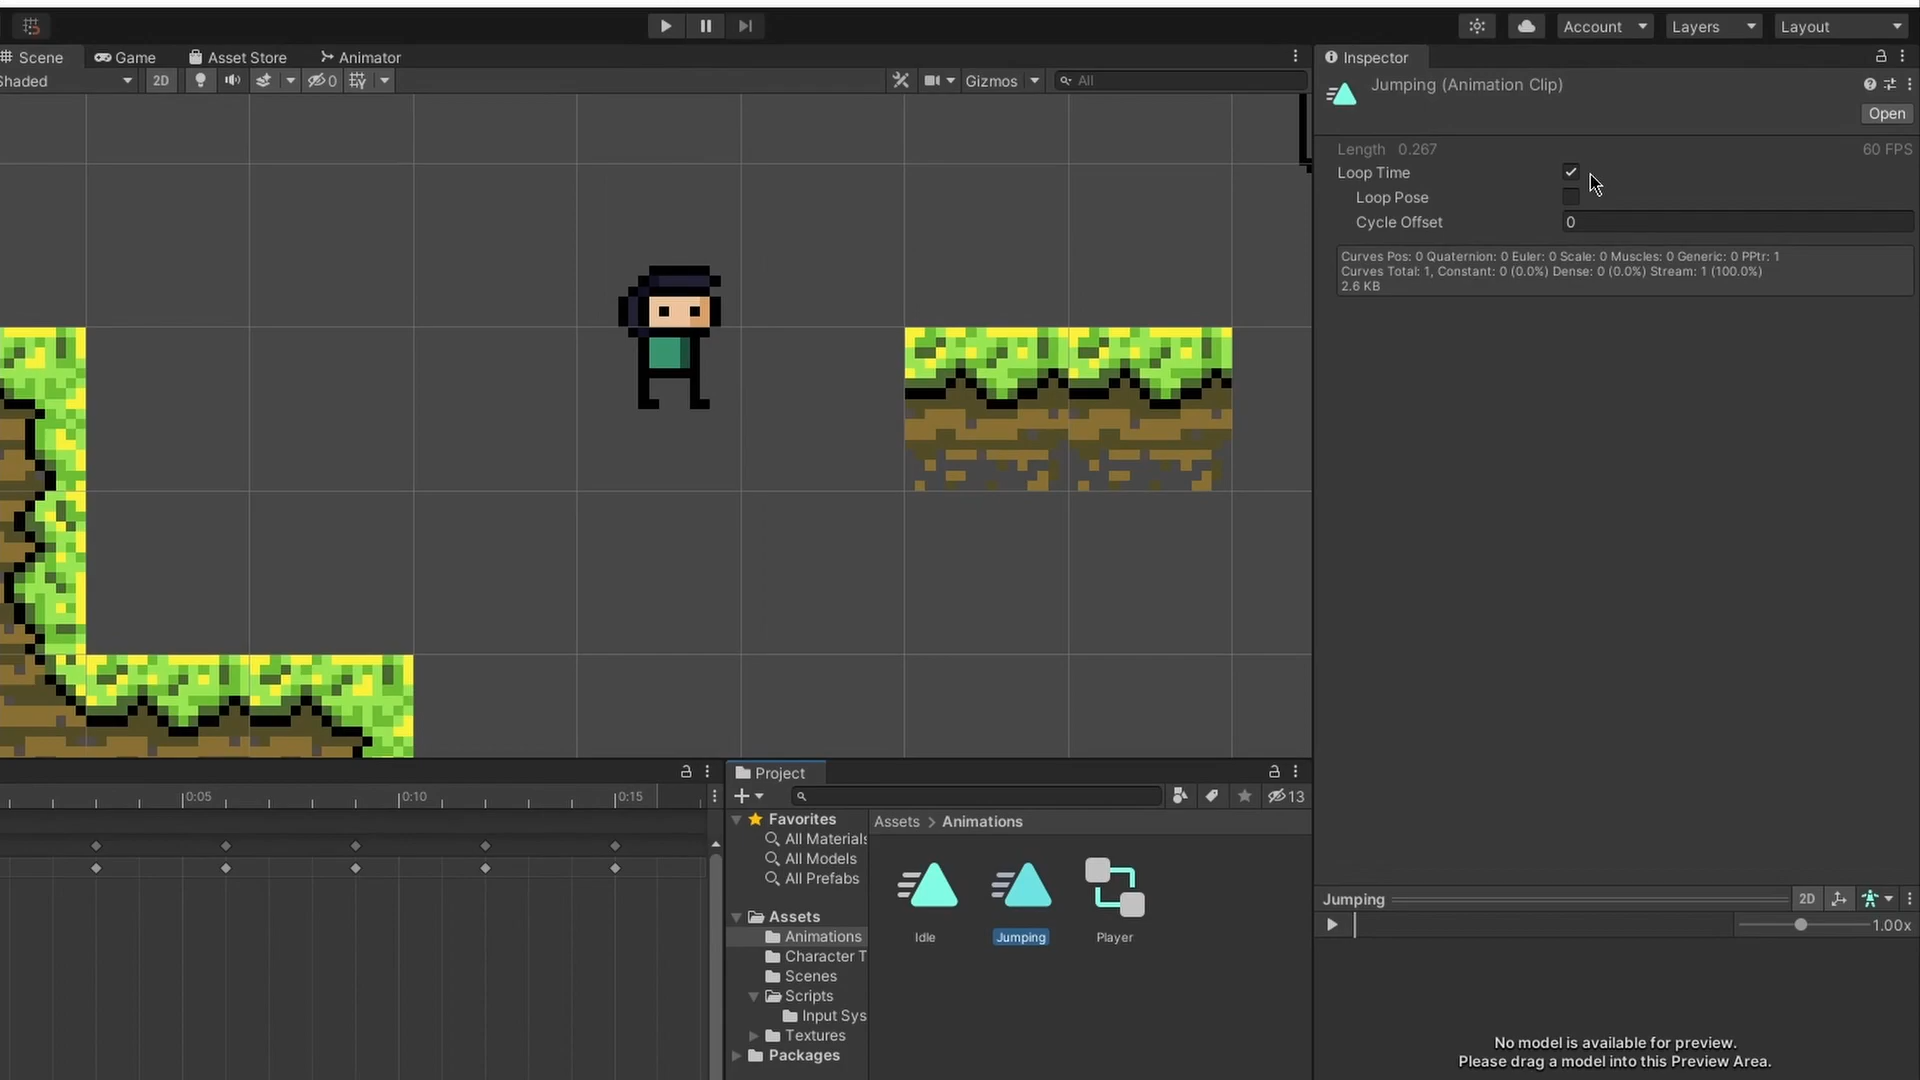 Account
Layers
Layout
Scene
Game
Asset Store
Animator
Inspector
Shaded
2D
0
Gizmos
All
Jumping (Animation Clip)
Open
Length 0.267
60 FPS
Loop Time
Loop Pose
Cycle Offset
0
Curves Pos: 0 Quaternion: 0 Euler: 0 Scale: 0 Muscles: 0 Generic: 0 PPtr: 1
Curves Total: 1, Constant: 0 (0.0%) Dense: 0 (0.0%) Stream: 1 (100.0%)
2.6 KB
0:05
0:10
0:15
Project
13
Favorites
All Materials
All Models
All Prefabs
Assets
Animations
Character T
Scenes
Scripts
Input Sys
Textures
Packages
Assets > Animations
Idle
Jumping
Player
Jumping
2D
1.00x
No model is available for preview.
Please drag a model into this Preview Area.